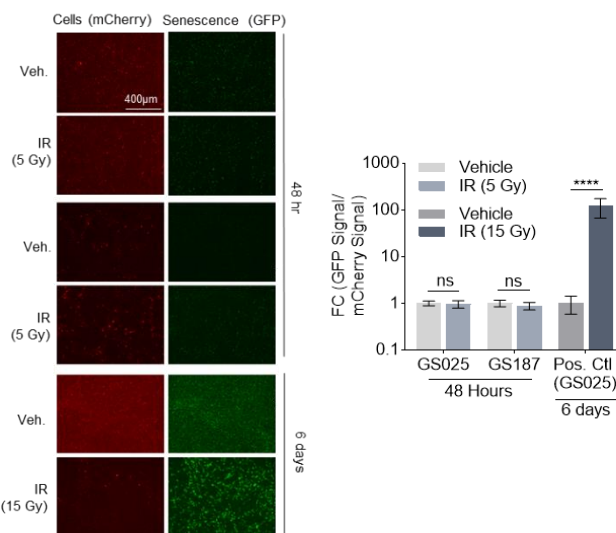 Cells (mCherry) Senescence (GFP)
Veh.
400µm
IR
(5 Gy)
Veh.
IR
(5 Gy)
48 hr
Veh.
IR
(15 Gy)
6 days
FC (GFP Signal/
mCherry Signal)
1000
100
10
1
0.1
Vehicle
IR (5 Gy)
Vehicle
IR (15 Gy)
****
ns
ns
GS025
GS187
Pos. Ctl
(GS025)
48 Hours
6 days